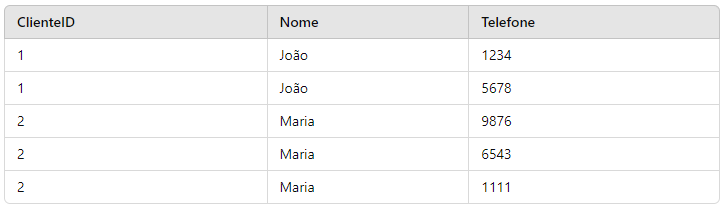 ClienteID Nome Telefone
1 João 1234
1 João 5678
2 Maria 9876
2 Maria 6543
2 Maria 1111